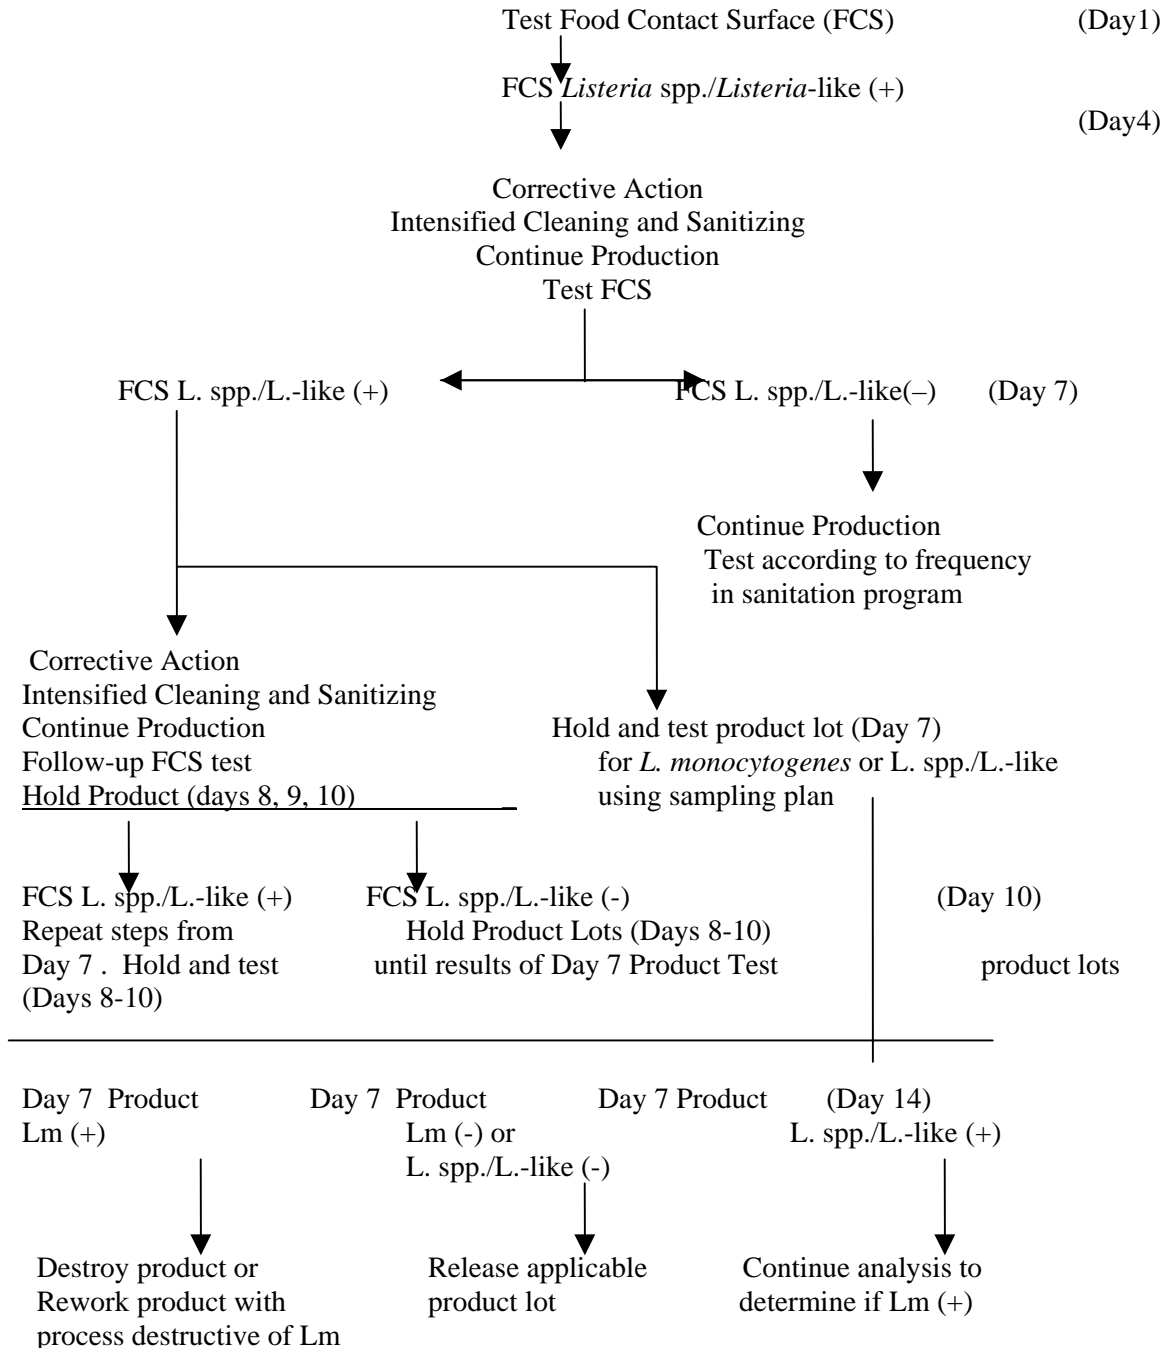 Test Food Contact Surface (FCS) (Day1)
FCS Listeria spp./Listeria-like (+)
(Day4)
Corrective Action
Intensified Cleaning and Sanitizing
Continue Production
Test FCS
FCS L. spp./L.-like (+) FCS L. spp./L.-like(–) (Day 7)
Continue Production
Test according to frequency
in sanitation program
Corrective Action
Intensified Cleaning and Sanitizing
Continue Production
Follow-up FCS test
Hold Product (days 8, 9, 10)
Hold and test product lot (Day 7)
for L. monocytogenes or L. spp./L.-like
using sampling plan
FCS L. spp./L.-like (+) FCS L. spp./L.-like (-) (Day 10)
Repeat steps from Hold Product Lots (Days 8-10)
Day 7 . Hold and test until results of Day 7 Product Test product lots
(Days 8-10)
Day 7 Product Day 7 Product Day 7 Product (Day 14)
Lm (+) Lm (-) or L. spp./L.-like (+)
L. spp./L.-like (-)
Destroy product or Release applicable Continue analysis to
Rework product with product lot determine if Lm (+)
process destructive of Lm